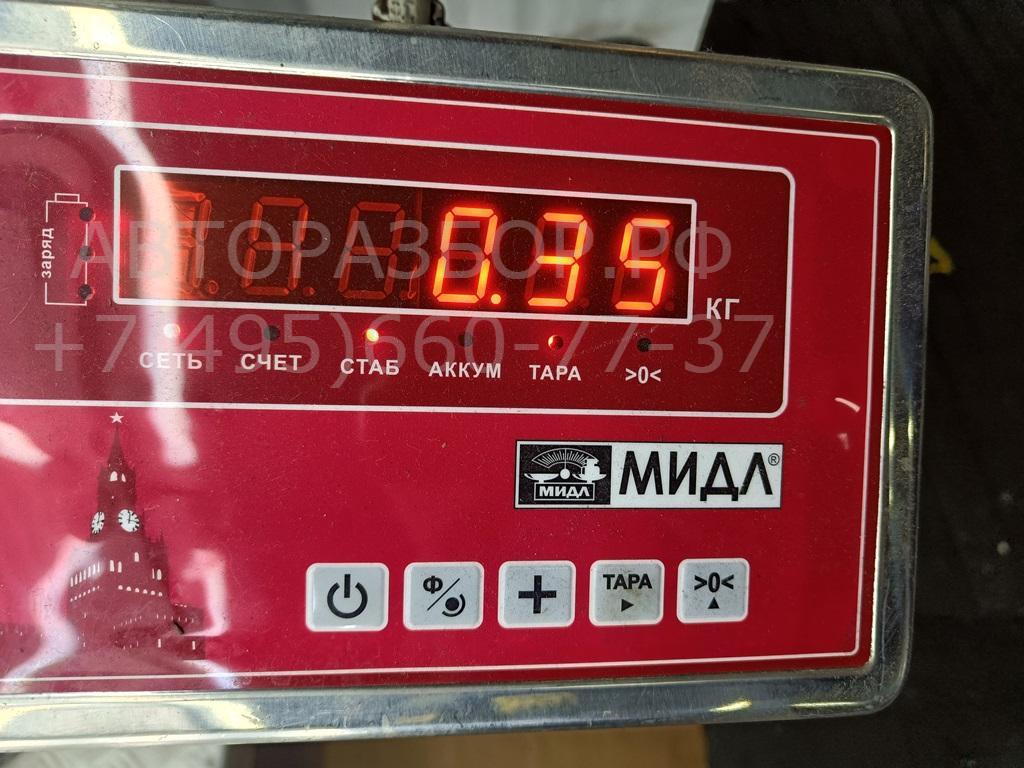 заряд
0.35
КГ
АВТОРАЗБОР.РФ
+7(495)660-77-37
СЕТЬ СЧЕТ СТАБ АККУМ ТАРА >0<
МИДЛ МИДЛ®
Ф ТАРА >0<